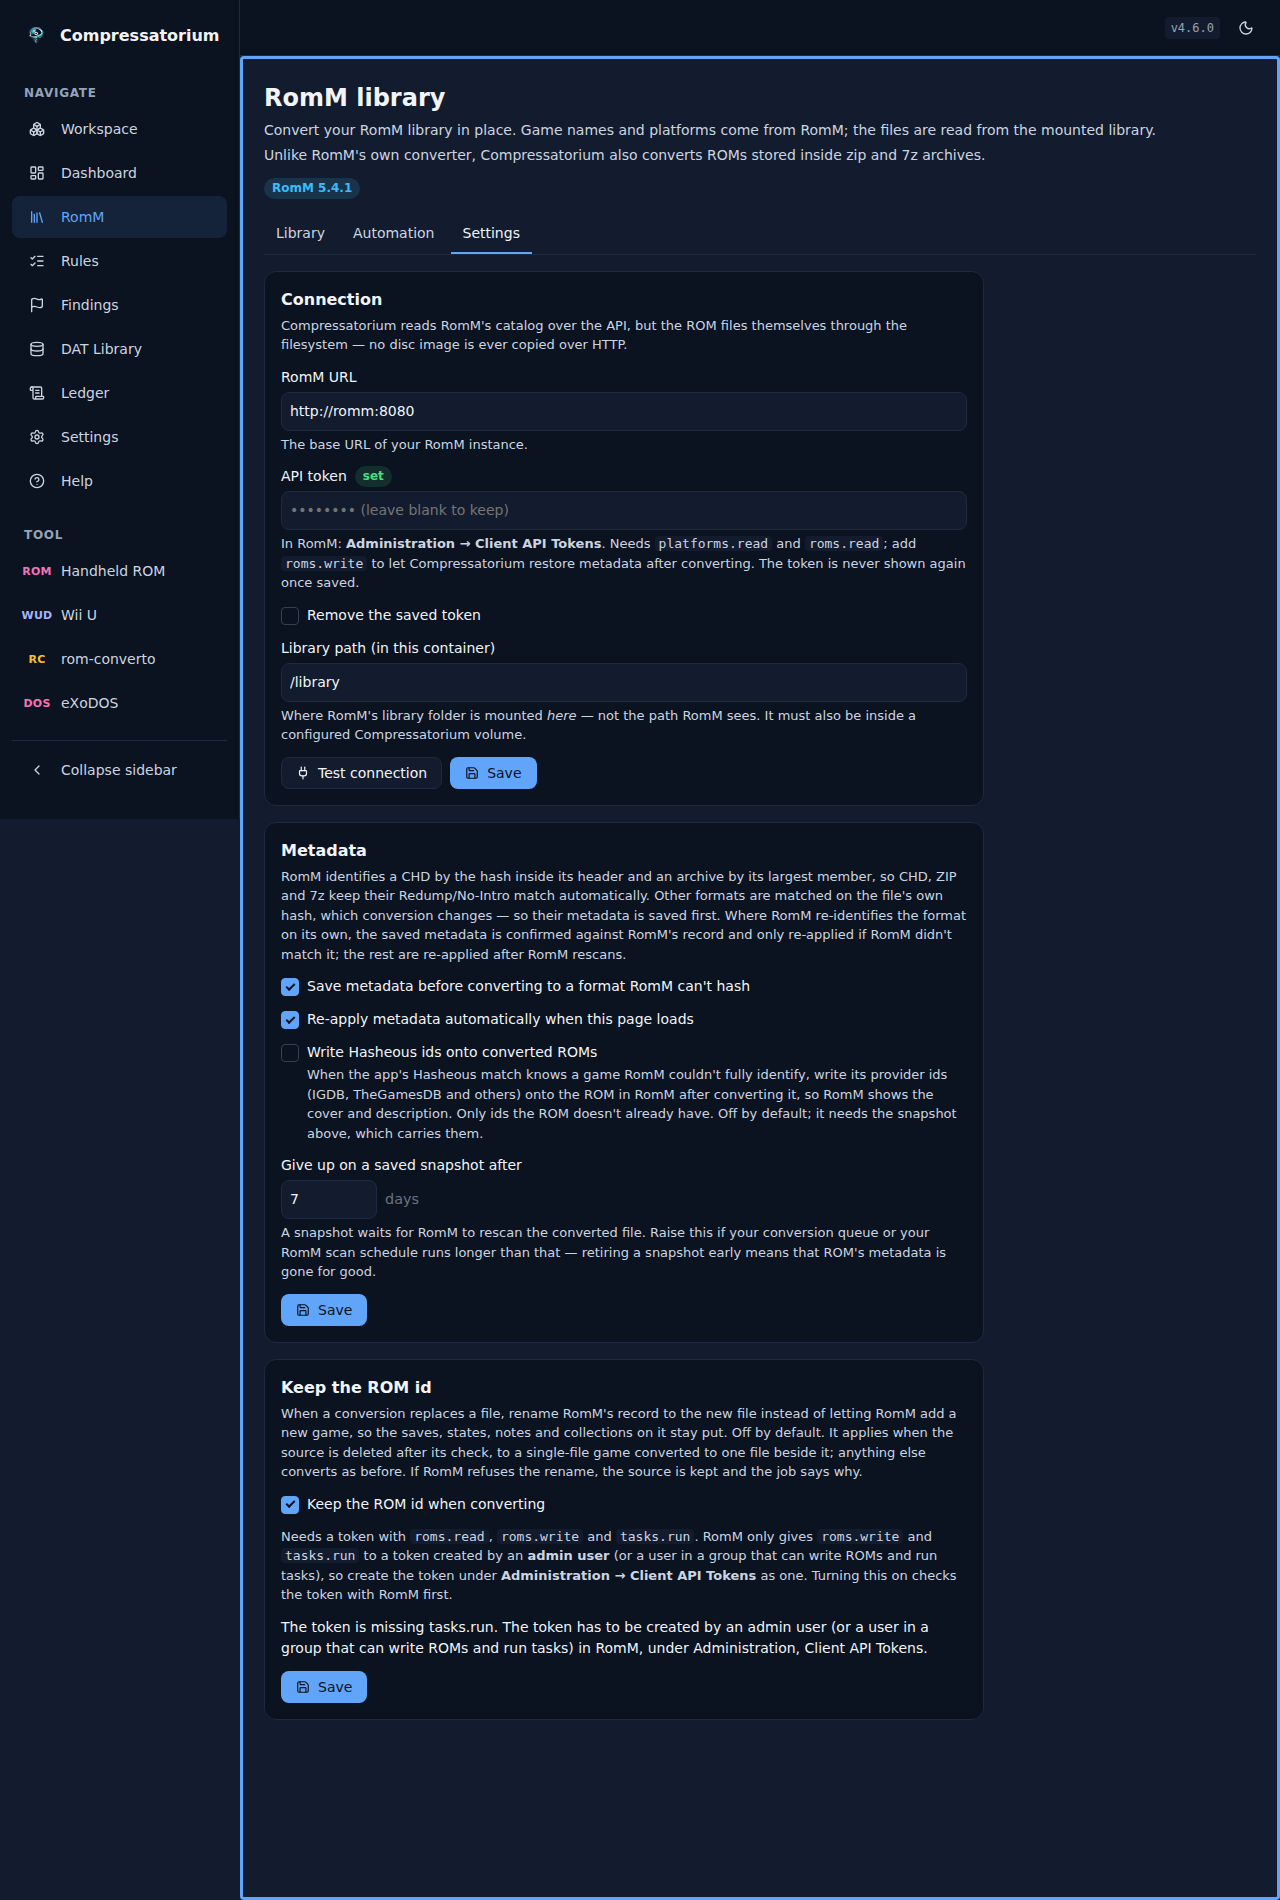 Compressatorium
v4.6.0
NAVIGATE
Workspace
Dashboard
RomM
Rules
Findings
DAT Library
Ledger
Settings
Help
TOOL
ROM Handheld ROM
WUD Wii U
RC rom-converto
DOS eXoDOS
Collapse sidebar
RomM library
Convert your RomM library in place. Game names and platforms come from RomM; the files are read from the mounted library.
Unlike RomM's own converter, Compressatorium also converts ROMs stored inside zip and 7z archives.
RomM 5.4.1
Library Automation Settings
Connection
Compressatorium reads RomM's catalog over the API, but the ROM files themselves through the
filesystem — no disc image is ever copied over HTTP.
RomM URL
http://romm:8080
The base URL of your RomM instance.
API token set
•••••••• (leave blank to keep)
In RomM: Administration → Client API Tokens. Needs platforms.read and roms.read; add
roms.write to let Compressatorium restore metadata after converting. The token is never shown again
once saved.
Remove the saved token
Library path (in this container)
/library
Where RomM's library folder is mounted here — not the path RomM sees. It must also be inside a
configured Compressatorium volume.
Test connection Save
Metadata
RomM identifies a CHD by the hash inside its header and an archive by its largest member, so CHD, ZIP
and 7z keep their Redump/No-Intro match automatically. Other formats are matched on the file's own
hash, which conversion changes — so their metadata is saved first. Where RomM re-identifies the format
on its own, the saved metadata is confirmed against RomM's record and only re-applied if RomM didn't
match it; the rest are re-applied after RomM rescans.
Save metadata before converting to a format RomM can't hash
Re-apply metadata automatically when this page loads
Write Hasheous ids onto converted ROMs
When the app's Hasheous match knows a game RomM couldn't fully identify, write its provider ids
(IGDB, TheGamesDB and others) onto the ROM in RomM after converting it, so RomM shows the
cover and description. Only ids the ROM doesn't already have. Off by default; it needs the snapshot
above, which carries them.
Give up on a saved snapshot after
7 days
A snapshot waits for RomM to rescan the converted file. Raise this if your conversion queue or your
RomM scan schedule runs longer than that — retiring a snapshot early means that ROM's metadata is
gone for good.
Save
Keep the ROM id
When a conversion replaces a file, rename RomM's record to the new file instead of letting RomM add a
new game, so the saves, states, notes and collections on it stay put. Off by default. It applies when the
source is deleted after its check, to a single-file game converted to one file beside it; anything else
converts as before. If RomM refuses the rename, the source is kept and the job says why.
Keep the ROM id when converting
Needs a token with roms.read, roms.write and tasks.run. RomM only gives roms.write and
tasks.run to a token created by an admin user (or a user in a group that can write ROMs and run
tasks), so create the token under Administration → Client API Tokens as one. Turning this on checks
the token with RomM first.
The token is missing tasks.run. The token has to be created by an admin user (or a user in a
group that can write ROMs and run tasks) in RomM, under Administration, Client API Tokens.
Save